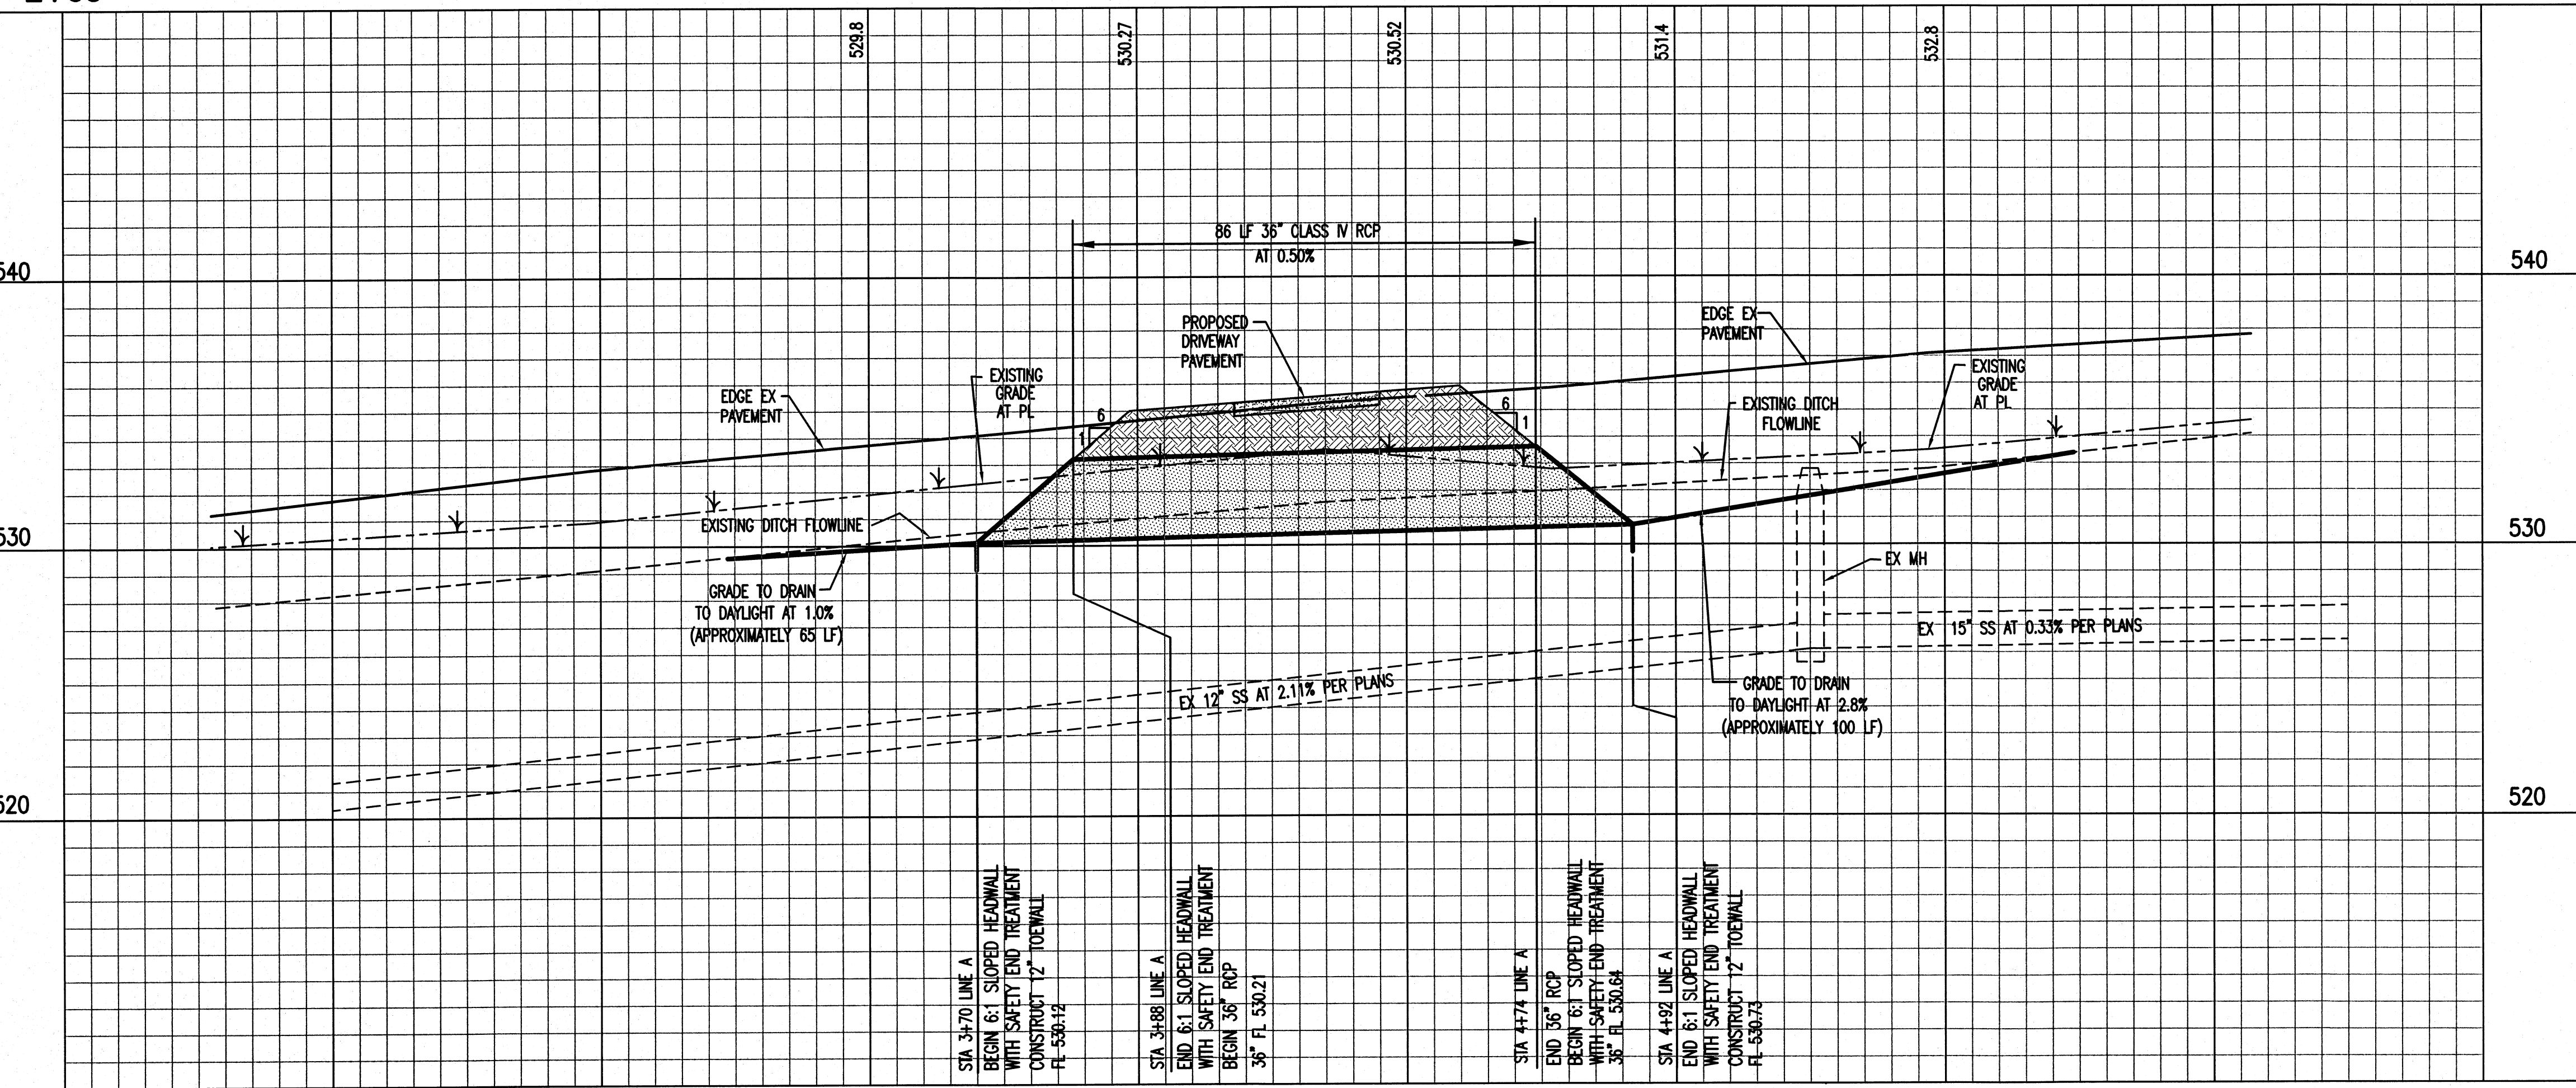 529.8
530.27
530.52
531.4
532.8
86 LF 36" CLASS IV RCP
AT 0.50%
540
540
PROPOSED
DRIVEWAY
PAVEMENT
EDGE EX
PAVEMENT
EXISTING
GRADE
AT PL
EXISTING
GRADE
AT PL
EDGE EX
PAVEMENT
6
1
6
1
EXISTING DITCH
FLOWLINE
EXISTING DITCH FLOWLINE
530
530
EX MH
GRADE TO DRAIN
TO DAYLIGHT AT 1.0%
(APPROXIMATELY 65 LF)
EX 15" SS AT 0.33% PER PLANS
EX 12" SS AT 2.11% PER PLANS
GRADE TO DRAIN
TO DAYLIGHT AT 2.8%
(APPROXIMATELY 100 LF)
520
520
STA 3+70 LINE A
BEGIN 6:1 SLOPED HEADWALL
WITH SAFETY END TREATMENT
CONSTRUCT 12" TOEWALL
FL 530.12
STA 3+88 LINE A
END 6:1 SLOPED HEADWALL
WITH SAFETY END TREATMENT
BEGIN 36" RCP
36" FL 530.21
STA 4+74 LINE A
END 36" RCP
BEGIN 6:1 SLOPED HEADWALL
WITH SAFETY END TREATMENT
36" FL 530.64
STA 4+92 LINE A
END 6:1 SLOPED HEADWALL
WITH SAFETY END TREATMENT
CONSTRUCT 12" TOEWALL
FL 530.73